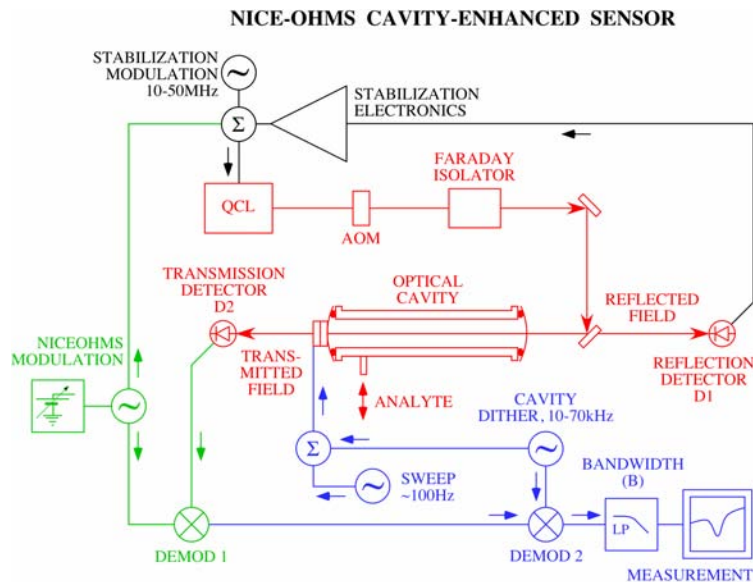 NICE-OHMS CAVITY-ENHANCED SENSOR
STABILIZATION
MODULATION
10-50MHz
Σ
STABILIZATION
ELECTRONICS
FARADAY
ISOLATOR
QCL
AOM
TRANSMISSION
DETECTOR
D2
OPTICAL
CAVITY
REFLECTED
FIELD
NICEOHMS
MODULATION
TRANS-
MITTED
FIELD
REFLECTION
DETECTOR
D1
ANALYTE
CAVITY
DITHER, 10-70kHz
Σ
SWEEP
~100Hz
BANDWIDTH
(B)
LP
DEMOD 1
DEMOD 2
MEASUREMENT